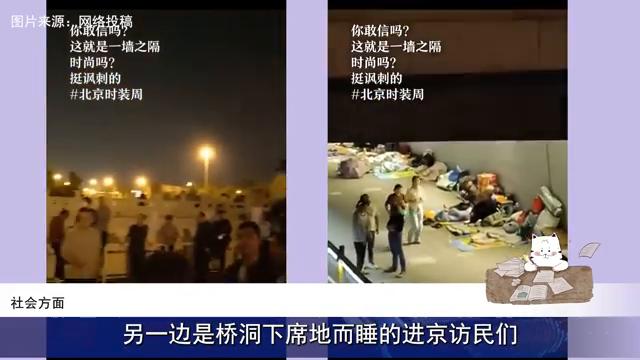 图片来源：网络投稿
你敢信吗？
这就是一墙之隔
时尚吗？
挺讽刺的
#北京时装周
你敢信吗？
这就是一墙之隔
时尚吗？
挺讽刺的
#北京时装周
社会方面
另一边是桥洞下席地而睡的进京访民们